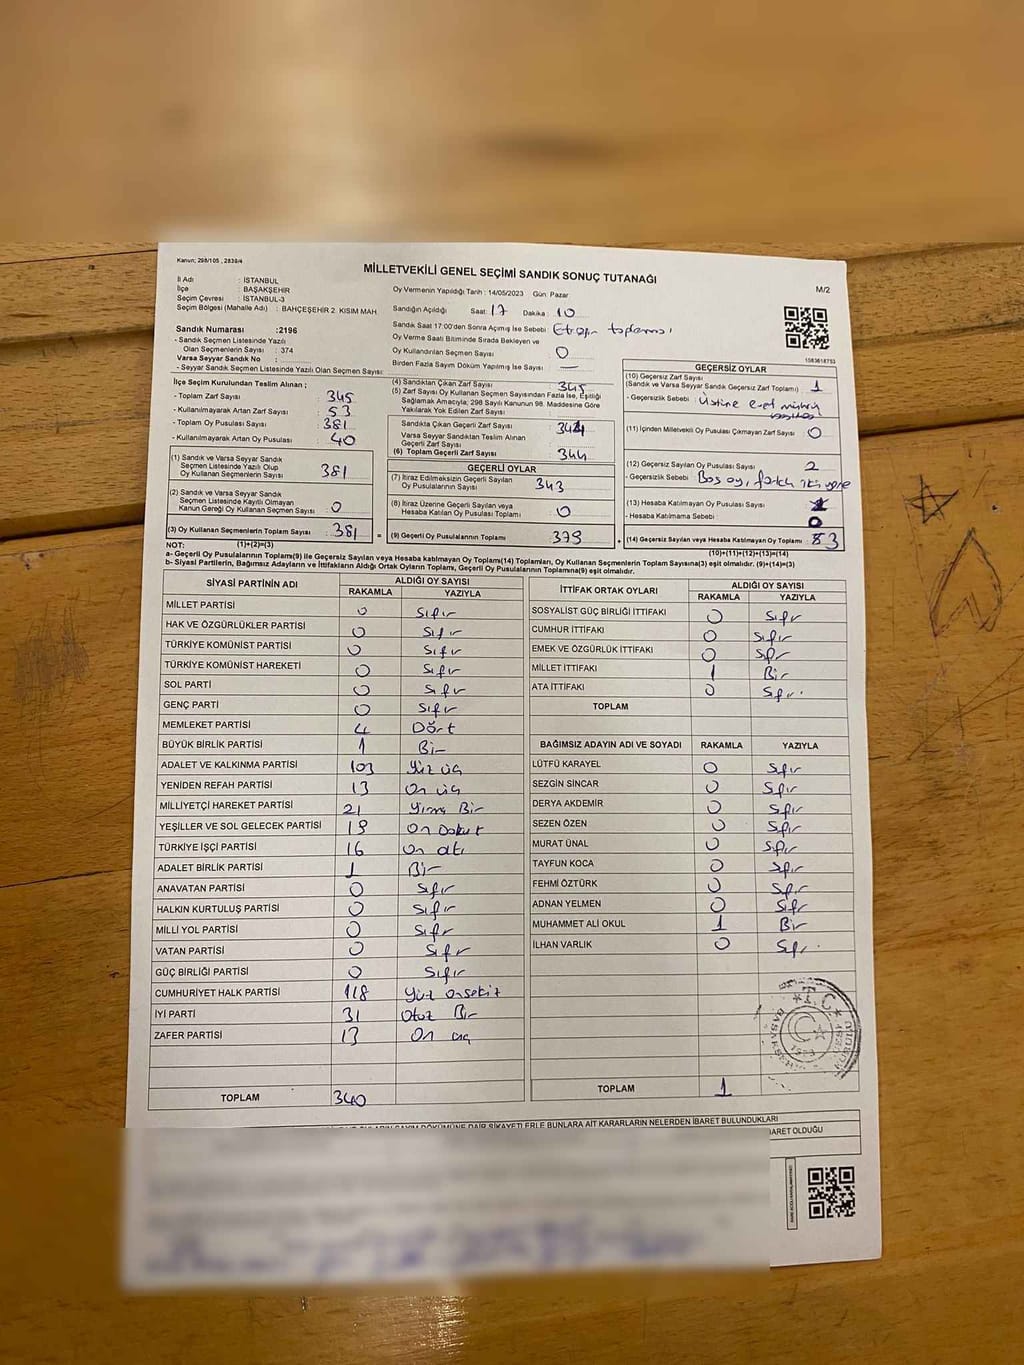 Kanun; 298/105 , 2839/4
MİLLETVEKİLİ GENEL SEÇİMİ SANDIK SONUÇ TUTANAĞI
M/2
İl Adı : İSTANBUL
İlçe : BAŞAKŞEHİR
Seçim Çevresi : İSTANBUL-3
Seçim Bölgesi (Mahalle Adı) : BAHÇEŞEHİR 2. KISIM MAH
Oy Vermenin Yapıldığı Tarih : 14/05/2023 Gün: Pazar
Sandığın Açıldığı Saat: 17 Dakika: 10
Sandık Saat 17:00'den Sonra Açılmış İse Sebebi
Oy Verme Saati Bitiminde Sırada Bekleyen ve
Oy Kullandırılan Seçmen Sayısı 0
Birden Fazla Sayım Döküm Yapılmış İse Sayısı —
1083618753
Sandık Numarası :2196
- Sandık Seçmen Listesinde Yazılı
Olan Seçmenlerin Sayısı : 374
Varsa Seyyar Sandık No :
- Seyyar Sandık Seçmen Listesinde Yazılı Olan Seçmen Sayısı:
İlçe Seçim Kurulundan Teslim Alınan ;
- Toplam Zarf Sayısı : 345
- Kullanılmayarak Artan Zarf Sayısı : 53
- Toplam Oy Pusulası Sayısı : 381
- Kullanılmayarak Artan Oy Pusulası : 40
(1) Sandık ve Varsa Seyyar Sandık
Seçmen Listesinde Yazılı Olup
Oy Kullanan Seçmenlerin Sayısı : 381
(2) Sandık ve Varsa Seyyar Sandık
Seçmen Listesinde Kayıtlı Olmayan
Kanun Gereği Oy Kullanan Seçmen Sayısı : 0
(3) Oy Kullanan Seçmenlerin Toplam Sayısı : 381
(1)+(2)=(3)
(4) Sandıktan Çıkan Zarf Sayısı : 345
(5) Zarf Sayısı Oy Kullanan Seçmen Sayısından Fazla İse, Eşitliği
Sağlamak Amacıyla; 298 Sayılı Kanunun 98. Maddesine Göre
Yakılarak Yok Edilen Zarf Sayısı :
Sandıkta Çıkan Geçerli Zarf Sayısı : 344
Varsa Seyyar Sandıktan Teslim Alınan
Geçerli Zarf Sayısı :
(6) Toplam Geçerli Zarf Sayısı : 344
GEÇERLİ OYLAR
(7) İtiraz Edilmeksizin Geçerli Sayılan
Oy Pusulalarının Sayısı : 343
(8) İtiraz Üzerine Geçerli Sayılan veya
Hesaba Katılan Oy Pusulası Toplamı : 0
= (9) Geçerli Oy Pusulalarının Toplamı : 379
GEÇERSİZ OYLAR
(10) Geçersiz Zarf Sayısı
(Sandık ve Varsa Seyyar Sandık Geçersiz Zarf Toplamı) : 1
- Geçersizlik Sebebi : Üstüne evet mührü
(11) İçinden Milletvekili Oy Pusulası Çıkmayan Zarf Sayısı : 0
(12) Geçersiz Sayılan Oy Pusulası Sayısı : 2
- Geçersizlik Sebebi : Boş oy,
(13) Hesaba Katılmayan Oy Pusulası Sayısı :
- Hesaba Katılmama Sebebi : 0
+ (14) Geçersiz Sayılan veya Hesaba Katılmayan Oy Toplamı : 3
(10)+(11)+(12)+(13)=(14)
NOT:
a- Geçerli Oy Pusulalarının Toplamı(9) ile Geçersiz Sayılan veya Hesaba katılmayan Oy Toplamı(14) Toplamları, Oy Kullanan Seçmenlerin Toplam Sayısına(3) eşit olmalıdır. (9)+(14)=(3)
b- Siyasi Partilerin, Bağımsız Adayların ve İttifakların Aldığı Ortak Oyların Toplamı, Geçerli Oy Pusulalarının Toplamına(9) eşit olmalıdır.
SİYASİ PARTİNİN ADI ALDIĞI OY SAYISI
RAKAMLA YAZIYLA
MİLLET PARTİSİ 0 Sıfır
HAK VE ÖZGÜRLÜKLER PARTİSİ 0 Sıfır
TÜRKİYE KOMÜNİST PARTİSİ 0 Sıfır
TÜRKİYE KOMÜNİST HAREKETİ 0 Sıfır
SOL PARTİ 0 Sıfır
GENÇ PARTİ 0 Sıfır
MEMLEKET PARTİSİ 4 Dört
BÜYÜK BİRLİK PARTİSİ 1 Bir
ADALET VE KALKINMA PARTİSİ 103 Yüz üç
YENİDEN REFAH PARTİSİ 13 On üç
MİLLİYETÇİ HAREKET PARTİSİ 21 Yirmi Bir
YEŞİLLER VE SOL GELECEK PARTİSİ 19 On Dokuz
TÜRKİYE İŞÇİ PARTİSİ 16 On altı
ADALET BİRLİK PARTİSİ 1 Bir
ANAVATAN PARTİSİ 0 Sıfır
HALKIN KURTULUŞ PARTİSİ 0 Sıfır
MİLLİ YOL PARTİSİ 0 Sıfır
VATAN PARTİSİ 0 Sıfır
GÜÇ BİRLİĞİ PARTİSİ 0 Sıfır
CUMHURİYET HALK PARTİSİ 118 Yüz onsekiz
İYİ PARTİ 31 Otuz Bir
ZAFER PARTİSİ 13 On üç
TOPLAM 340
İTTİFAK ORTAK OYLARI ALDIĞI OY SAYISI
RAKAMLA YAZIYLA
SOSYALİST GÜÇ BİRLİĞİ İTTİFAKI 0 Sıfır
CUMHUR İTTİFAKI 0 Sıfır
EMEK VE ÖZGÜRLÜK İTTİFAKI 0 Sıfır
MİLLET İTTİFAKI 1 Bir
ATA İTTİFAKI 0 Sıfır
TOPLAM
BAĞIMSIZ ADAYIN ADI VE SOYADI RAKAMLA YAZIYLA
LÜTFÜ KARAYEL 0 Sıfır
SEZGİN SİNCAR 0 Sıfır
DERYA AKDEMİR 0 Sıfır
SEZEN ÖZEN 0 Sıfır
MURAT ÜNAL 0 Sıfır
TAYFUN KOCA 0 Sıfır
FEHMİ ÖZTÜRK 0 Sıfır
ADNAN YELMEN 0 Sıfır
MUHAMMET ALİ OKUL 1 Bir
İLHAN VARLIK 0 Sıfır
TOPLAM 1
T.C.
SAYIM DÖKÜMÜNE DAİR ŞİKAYETLERLE BUNLARA AİT KARARLARIN NELERDEN İBARET BULUNDUKLARI
İBARET OLDUĞU